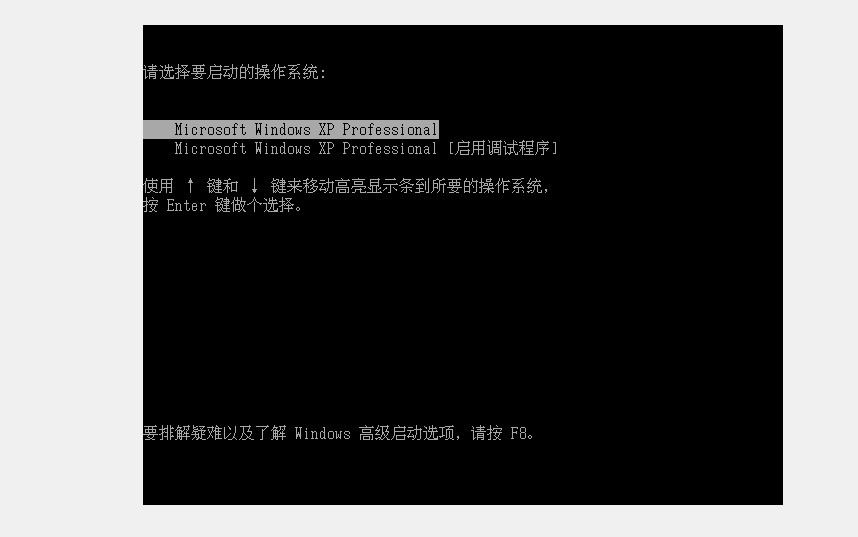 请选择要启动的操作系统:
Microsoft Windows XP Professional
Microsoft Windows XP Professional [启用调试程序]
使用 ↑ 键和 ↓ 键来移动高亮显示条到所要的操作系统,
按 Enter 键做个选择。
要排解疑难以及了解 Windows 高级启动选项, 请按 F8。